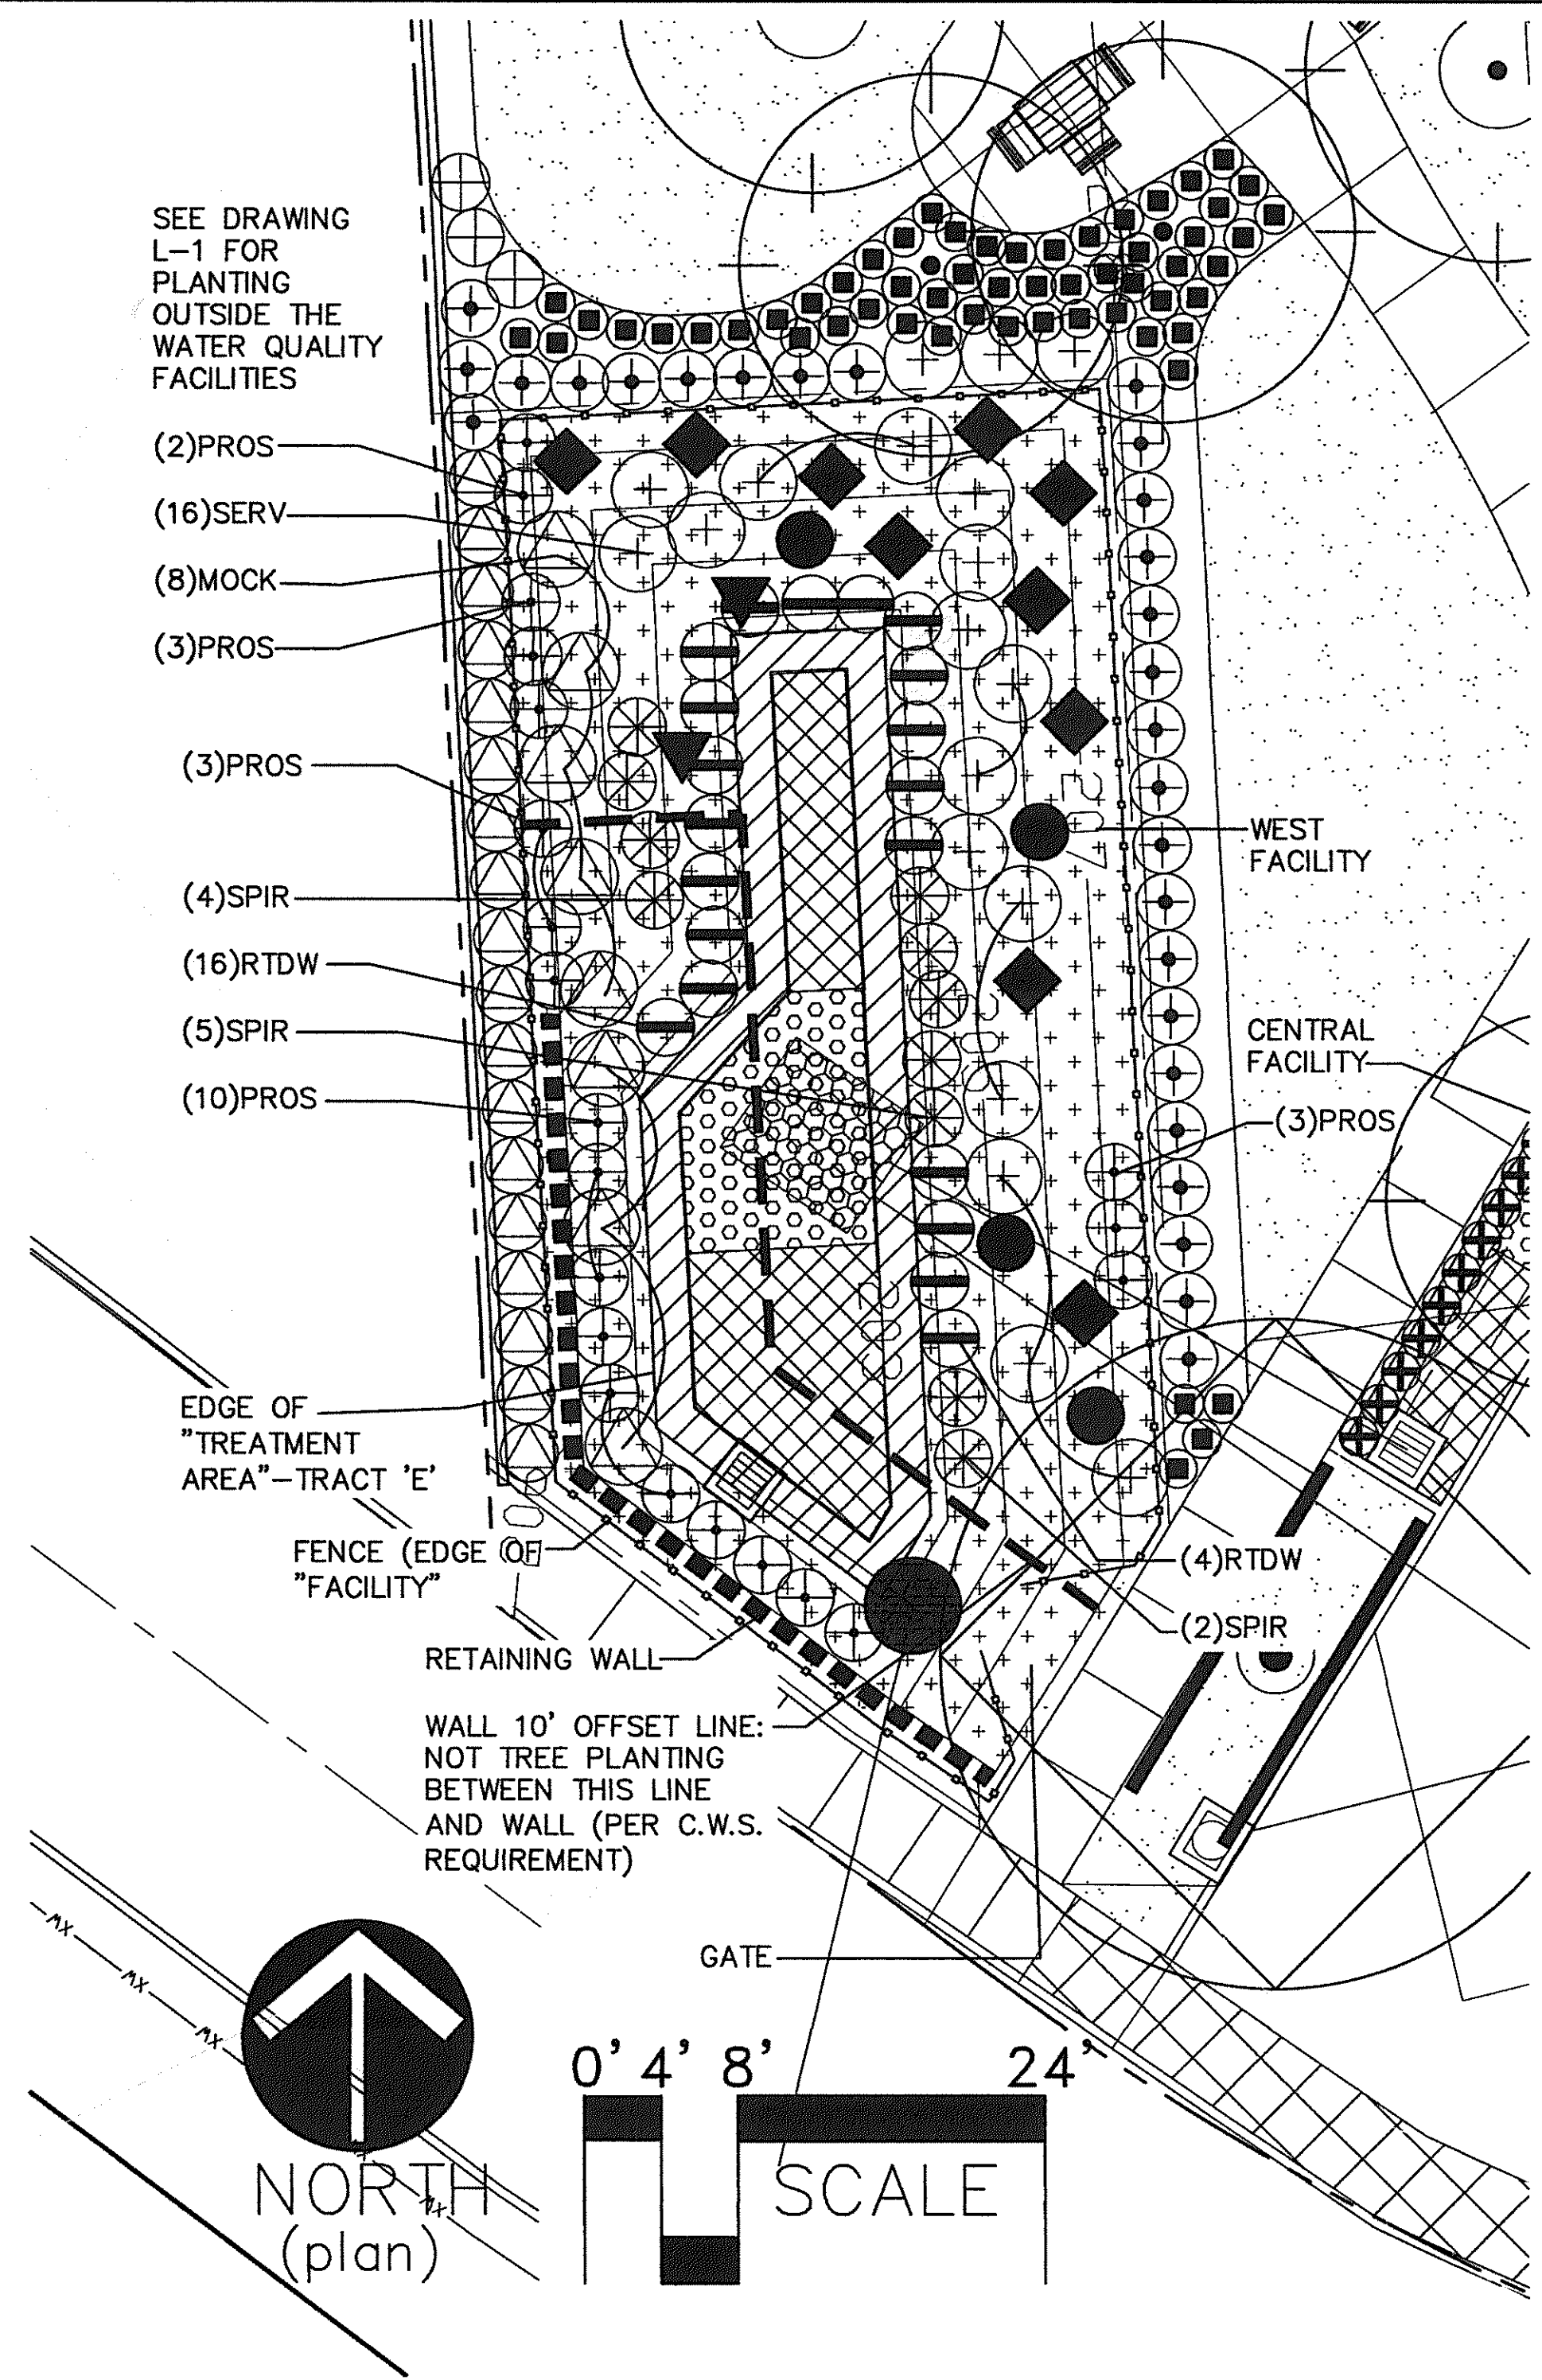 SEE DRAWING
L-1 FOR
PLANTING
OUTSIDE THE
WATER QUALITY
FACILITIES
(2)PROS
(16)SERV
(8)MOCK
(3)PROS
(3)PROS
(4)SPIR
(16)RTDW
(5)SPIR
(10)PROS
WEST
FACILITY
CENTRAL
FACILITY
(3)PROS
EDGE OF
"TREATMENT
AREA"-TRACT 'E'
FENCE (EDGE OF
"FACILITY"
(4)RTDW
(2)SPIR
RETAINING WALL
WALL 10' OFFSET LINE:
NOT TREE PLANTING
BETWEEN THIS LINE
AND WALL (PER C.W.S.
REQUIREMENT)
GATE
NORTH
(plan)
0' 4' 8' 24'
SCALE